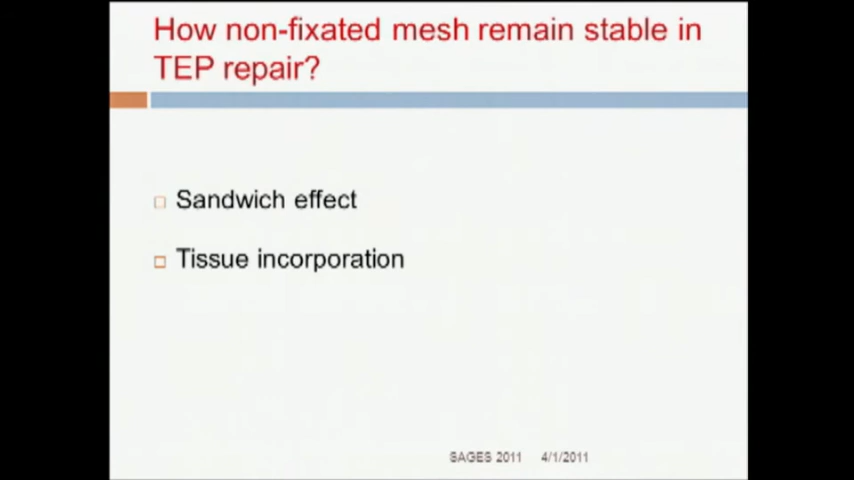 How non-fixated mesh remain stable in
TEP repair?
Sandwich effect
Tissue incorporation
SAGES 2011 4/1/2011